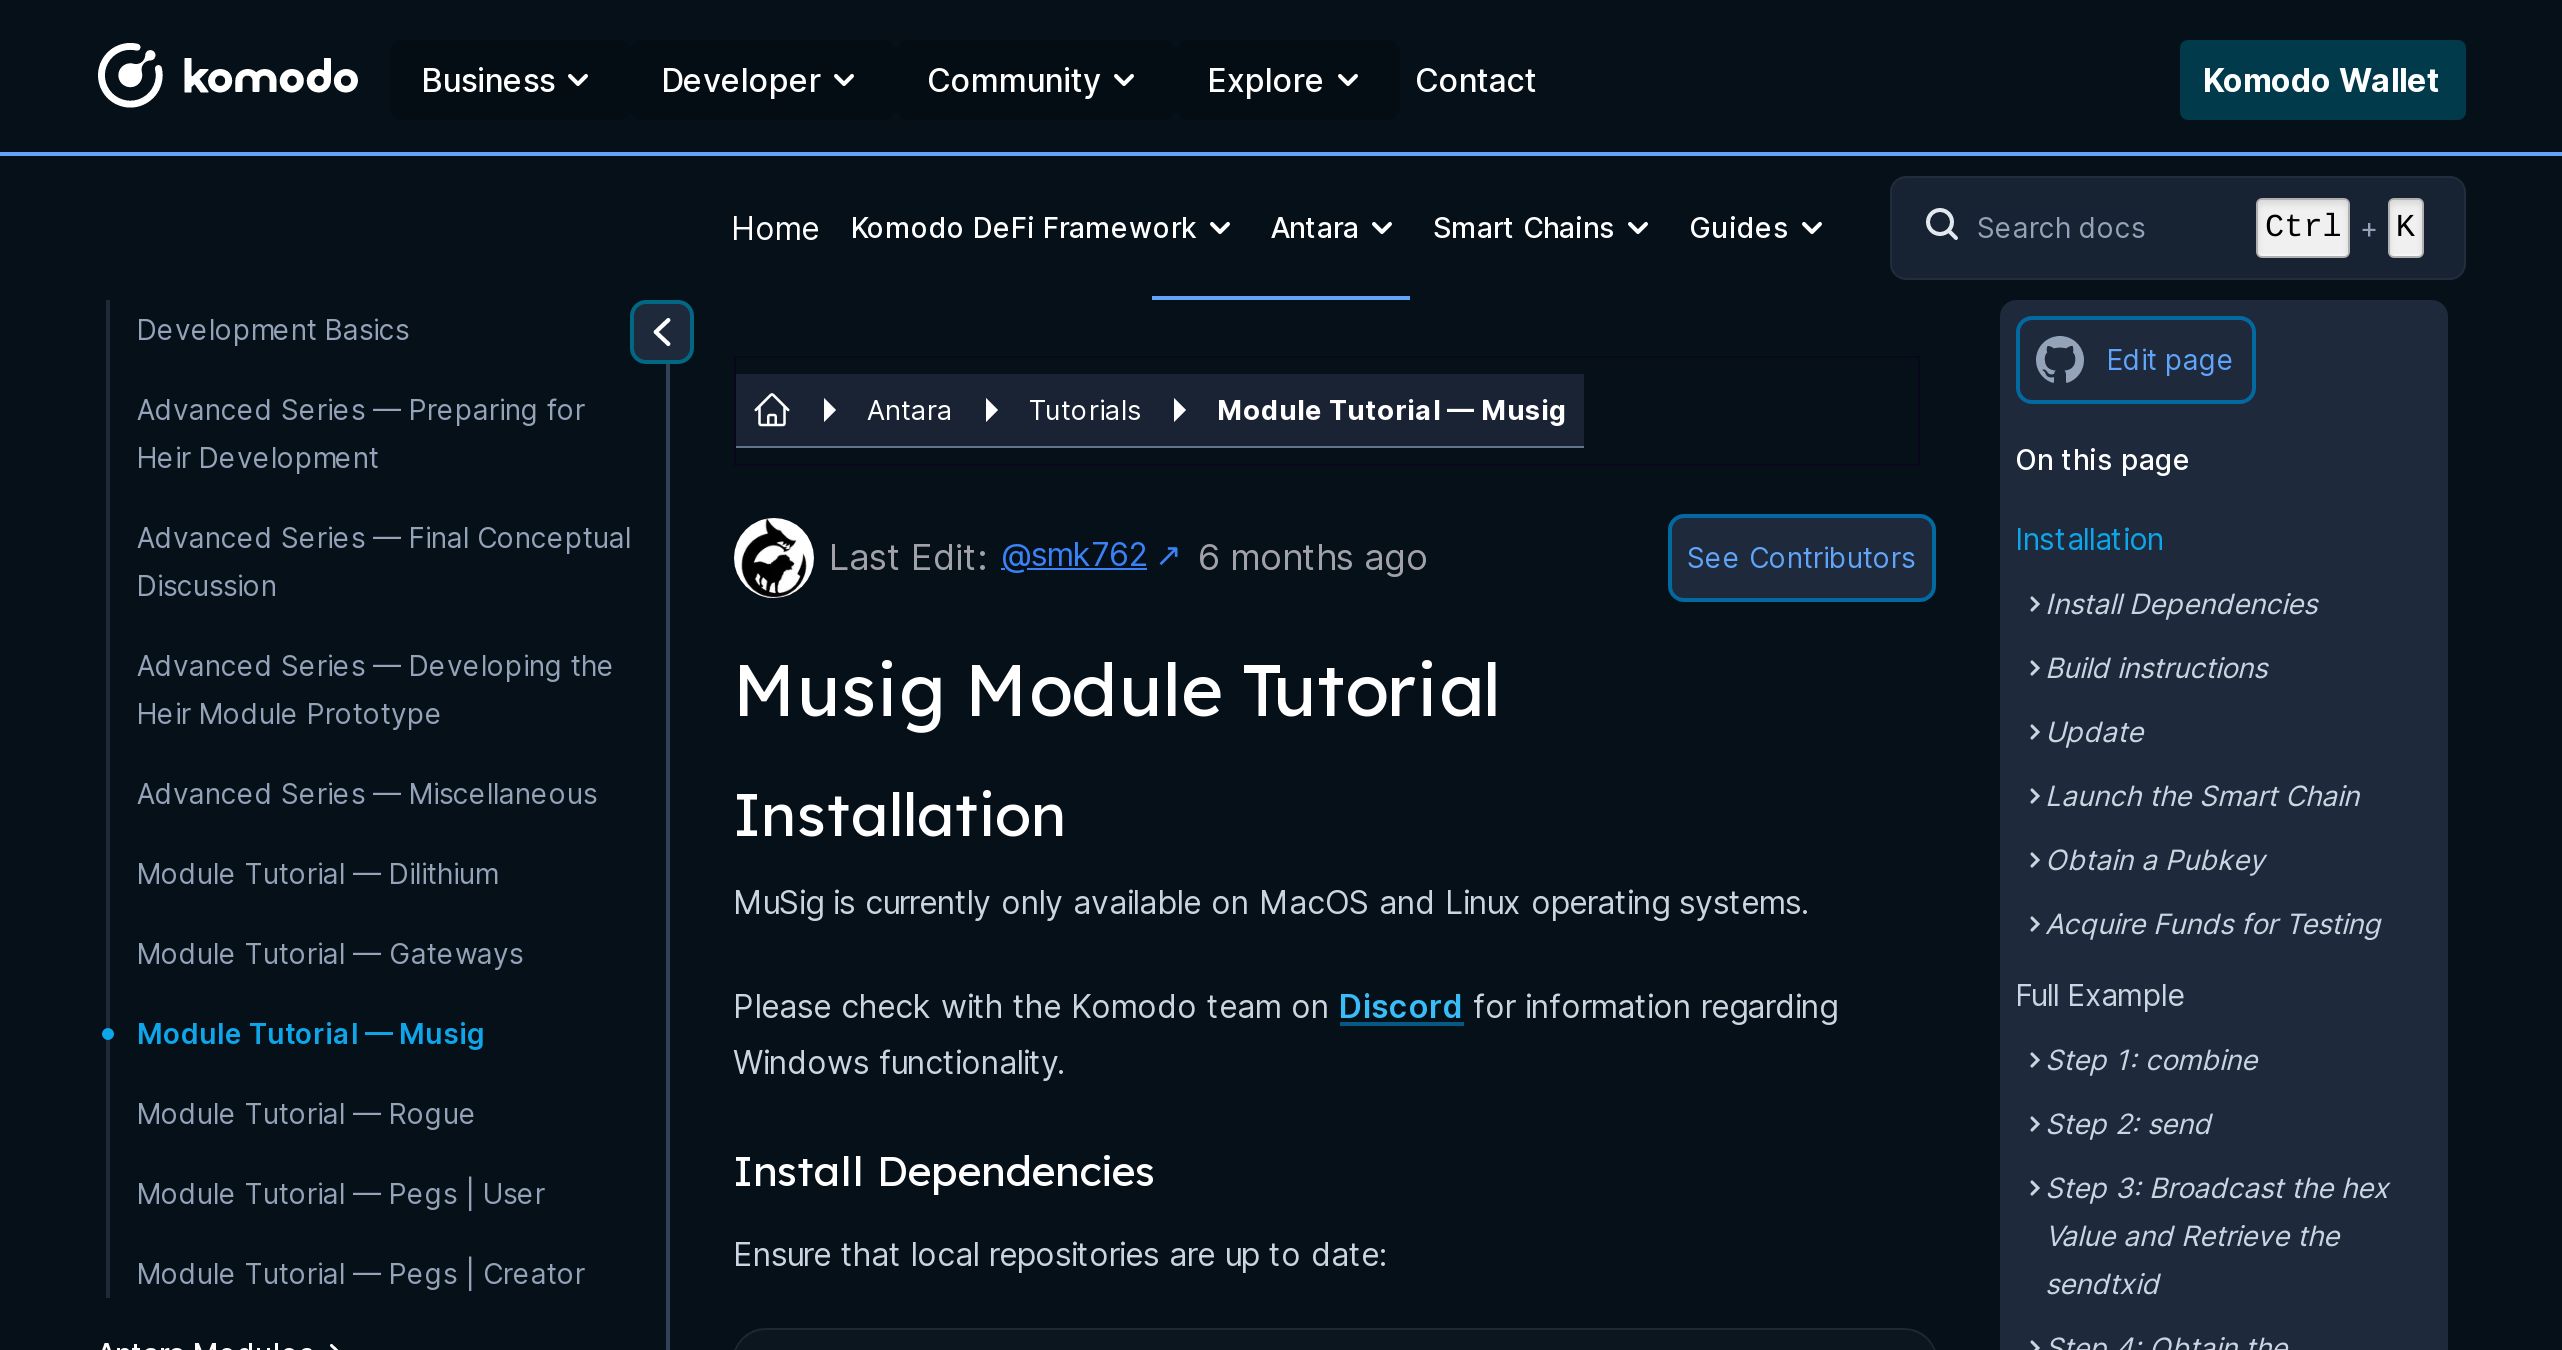 komodo Business Developer Community Explore Contact Komodo Wallet
Home Komodo DeFi Framework Antara Smart Chains Guides Search docs Ctrl + K
Development Basics
Advanced Series — Preparing for
Heir Development
Advanced Series — Final Conceptual
Discussion
Advanced Series — Developing the
Heir Module Prototype
Advanced Series — Miscellaneous
Module Tutorial — Dilithium
Module Tutorial — Gateways
Module Tutorial — Musig
Module Tutorial — Rogue
Module Tutorial — Pegs | User
Module Tutorial — Pegs | Creator
Antara Modules
Antara Tutorials Module Tutorial — Musig
Last Edit: @smk762 ↗ 6 months ago See Contributors
Musig Module Tutorial
Installation
MuSig is currently only available on MacOS and Linux operating systems.
Please check with the Komodo team on Discord for information regarding
Windows functionality.
Install Dependencies
Ensure that local repositories are up to date:
Edit page
On this page
Installation
Install Dependencies
Build instructions
Update
Launch the Smart Chain
Obtain a Pubkey
Acquire Funds for Testing
Full Example
Step 1: combine
Step 2: send
Step 3: Broadcast the hex
Value and Retrieve the
sendtxid
Step 4: Obtain the